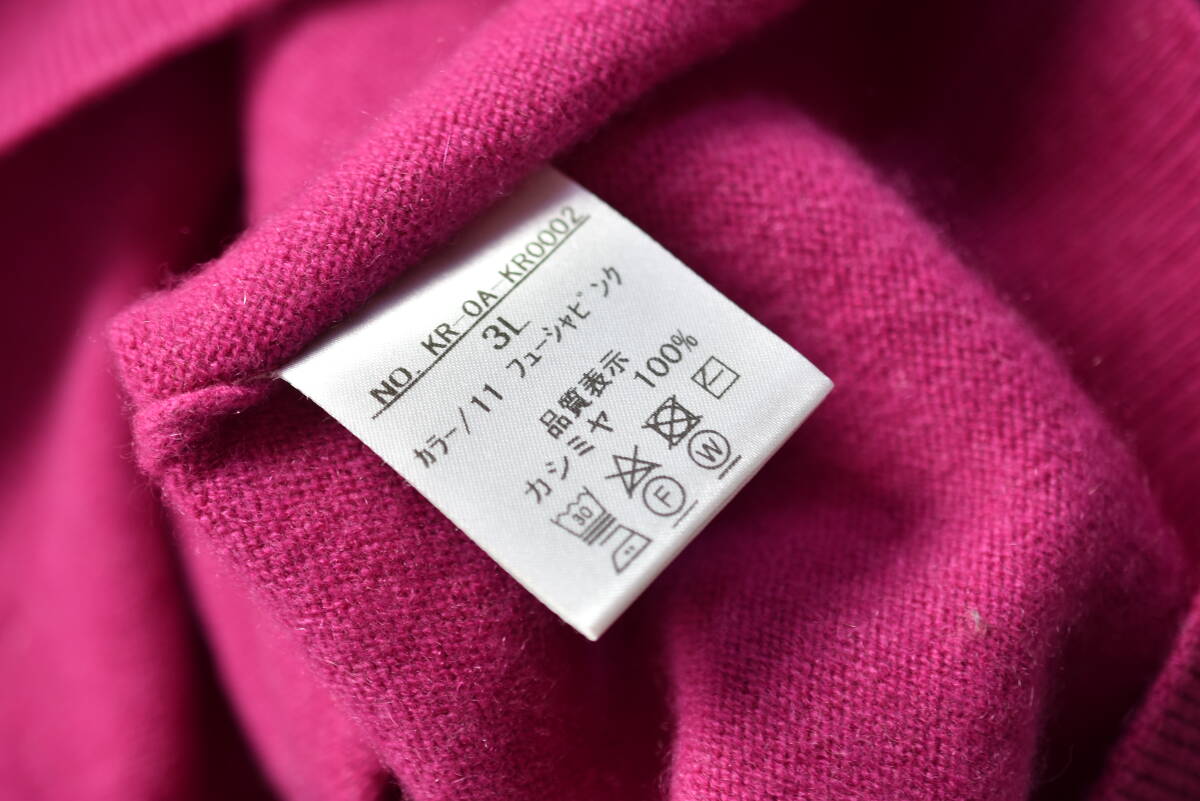 NO. KR-0A-KR0002
3L
ｶﾗｰ/11 ﾌｭｰｼｬﾋﾟﾝｸ
品質表示
カシミヤ 100%
30
F W